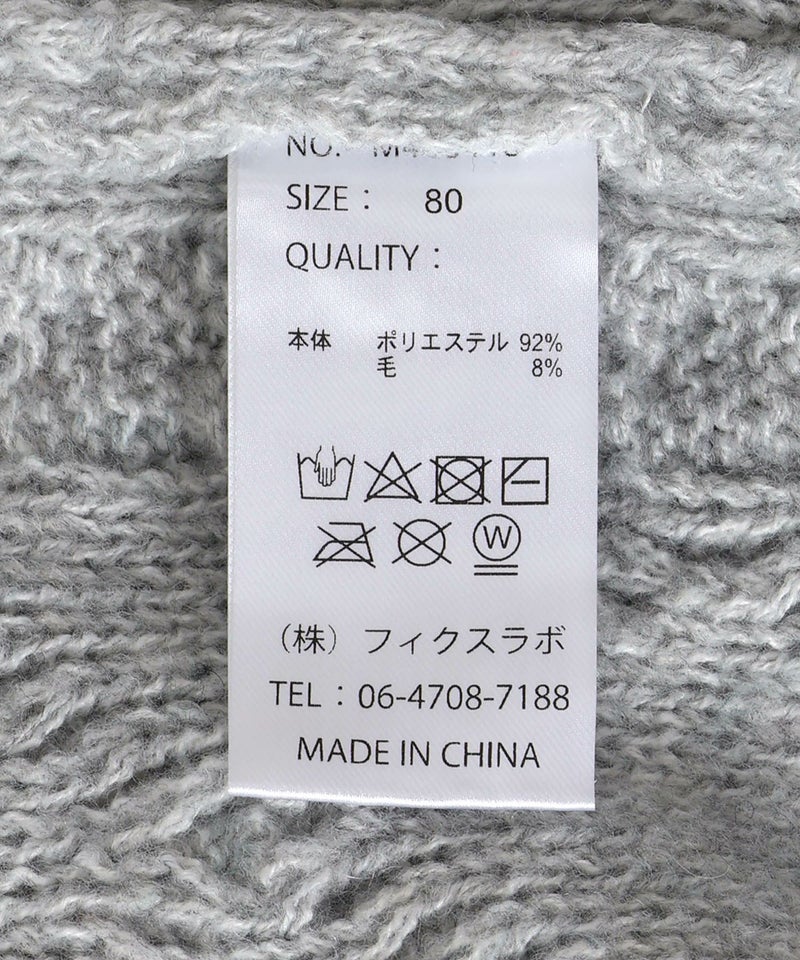 NO.
SIZE： 80
QUALITY：
本体 ポリエステル 92%
毛 8%
W
（株）フィクスラボ
TEL：06-4708-7188
MADE IN CHINA